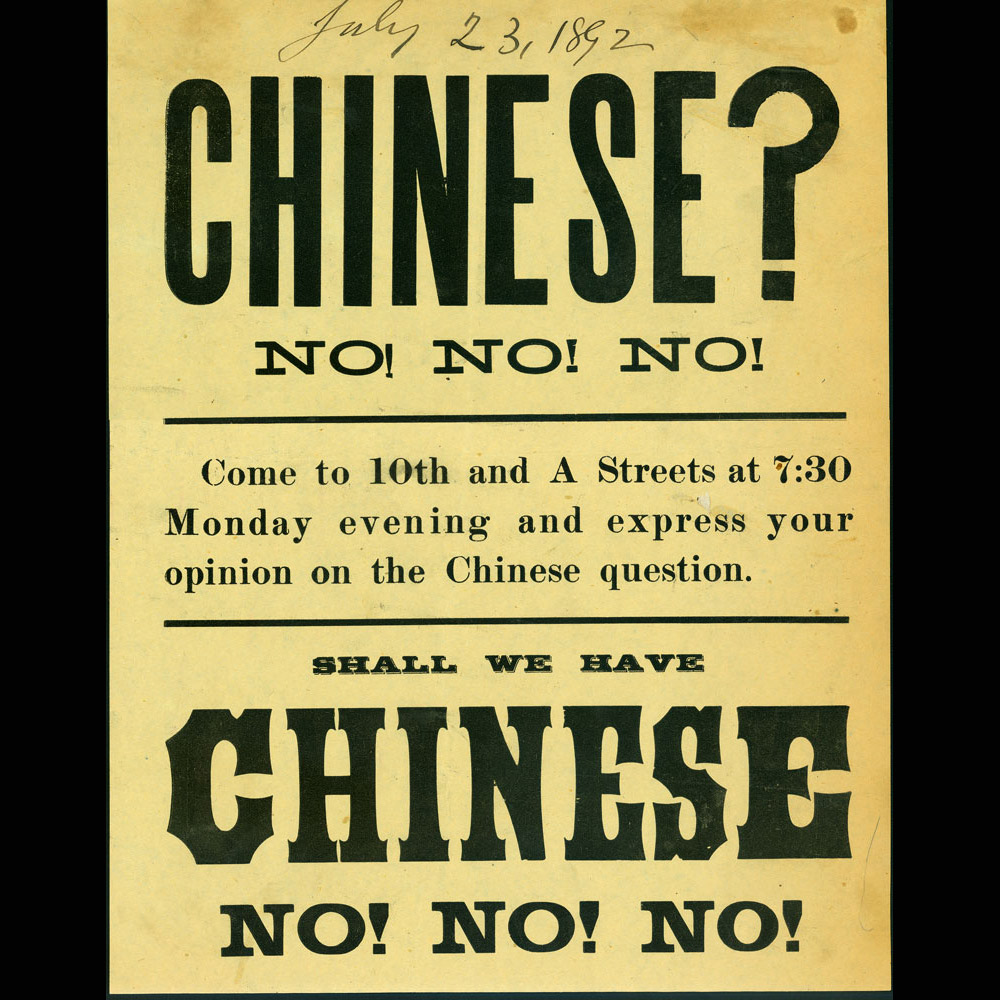 July 23, 1892
CHINESE?
NO! NO! NO!
Come to 10th and A Streets at 7:30
Monday evening and express your
opinion on the Chinese question.
SHALL WE HAVE
CHINESE
NO! NO! NO!